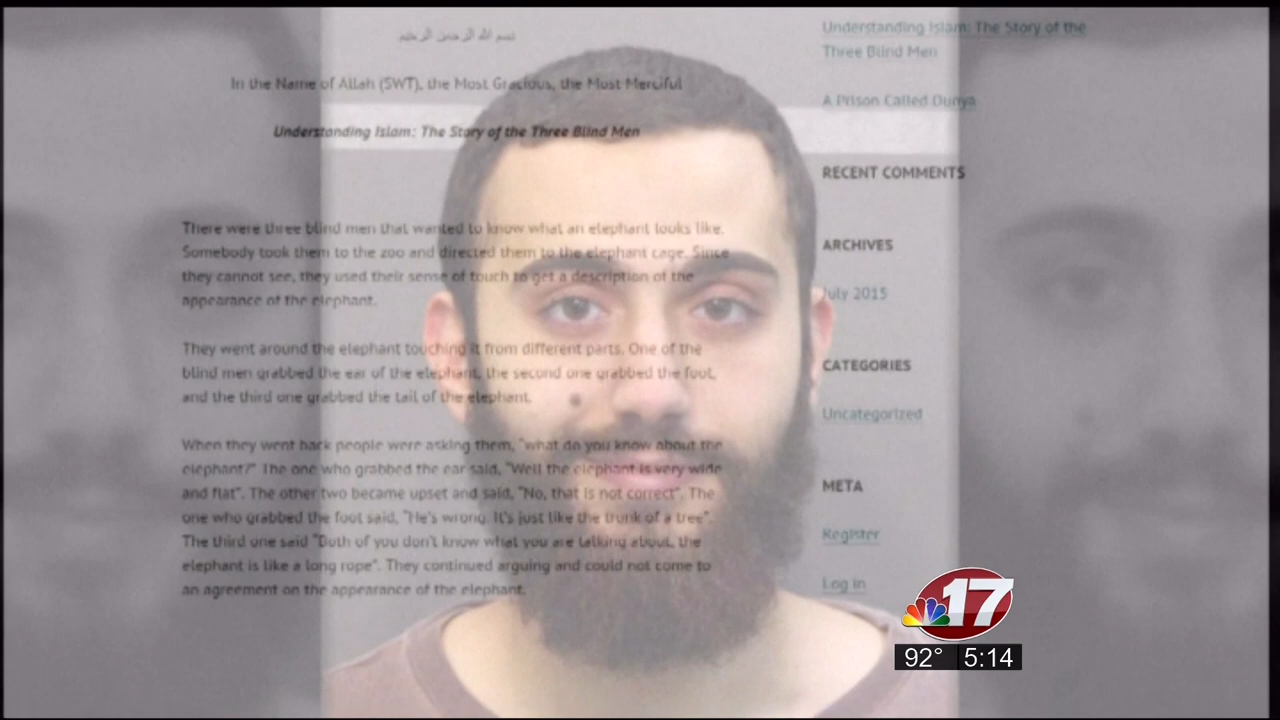 بسم الله الرحمن الرحيم
In the Name of Allah (SWT), the Most Gracious, the Most Merciful
Understanding Islam: The Story of the Three Blind Men
There were three blind men that wanted to know what an elephant looks like.
Somebody took them to the zoo and directed them to the elephant cage. Since
they cannot see, they used their sense of touch to get a description of the
appearance of the elephant.
They went around the elephant touching it from different parts. One of the
blind men grabbed the ear of the elephant, the second one grabbed the foot,
and the third one grabbed the tail of the elephant.
When they went back people were asking them, "what do you know about the
elephant?" The one who grabbed the ear said, "Well the elephant is very wide
and flat". The other two became upset and said, "No, that is not correct". The
one who grabbed the foot said, "He's wrong. It's just like the trunk of a tree".
The third one said "Both of you don't know what you are talking about, the
elephant is like a long rope". They continued arguing and could not come to
an agreement on the appearance of the elephant.
Understanding Islam: The Story of the
Three Blind Men
A Prison Called Dunya
RECENT COMMENTS
ARCHIVES
July 2015
CATEGORIES
Uncategorized
META
Register
Log in
17
92° 5:14